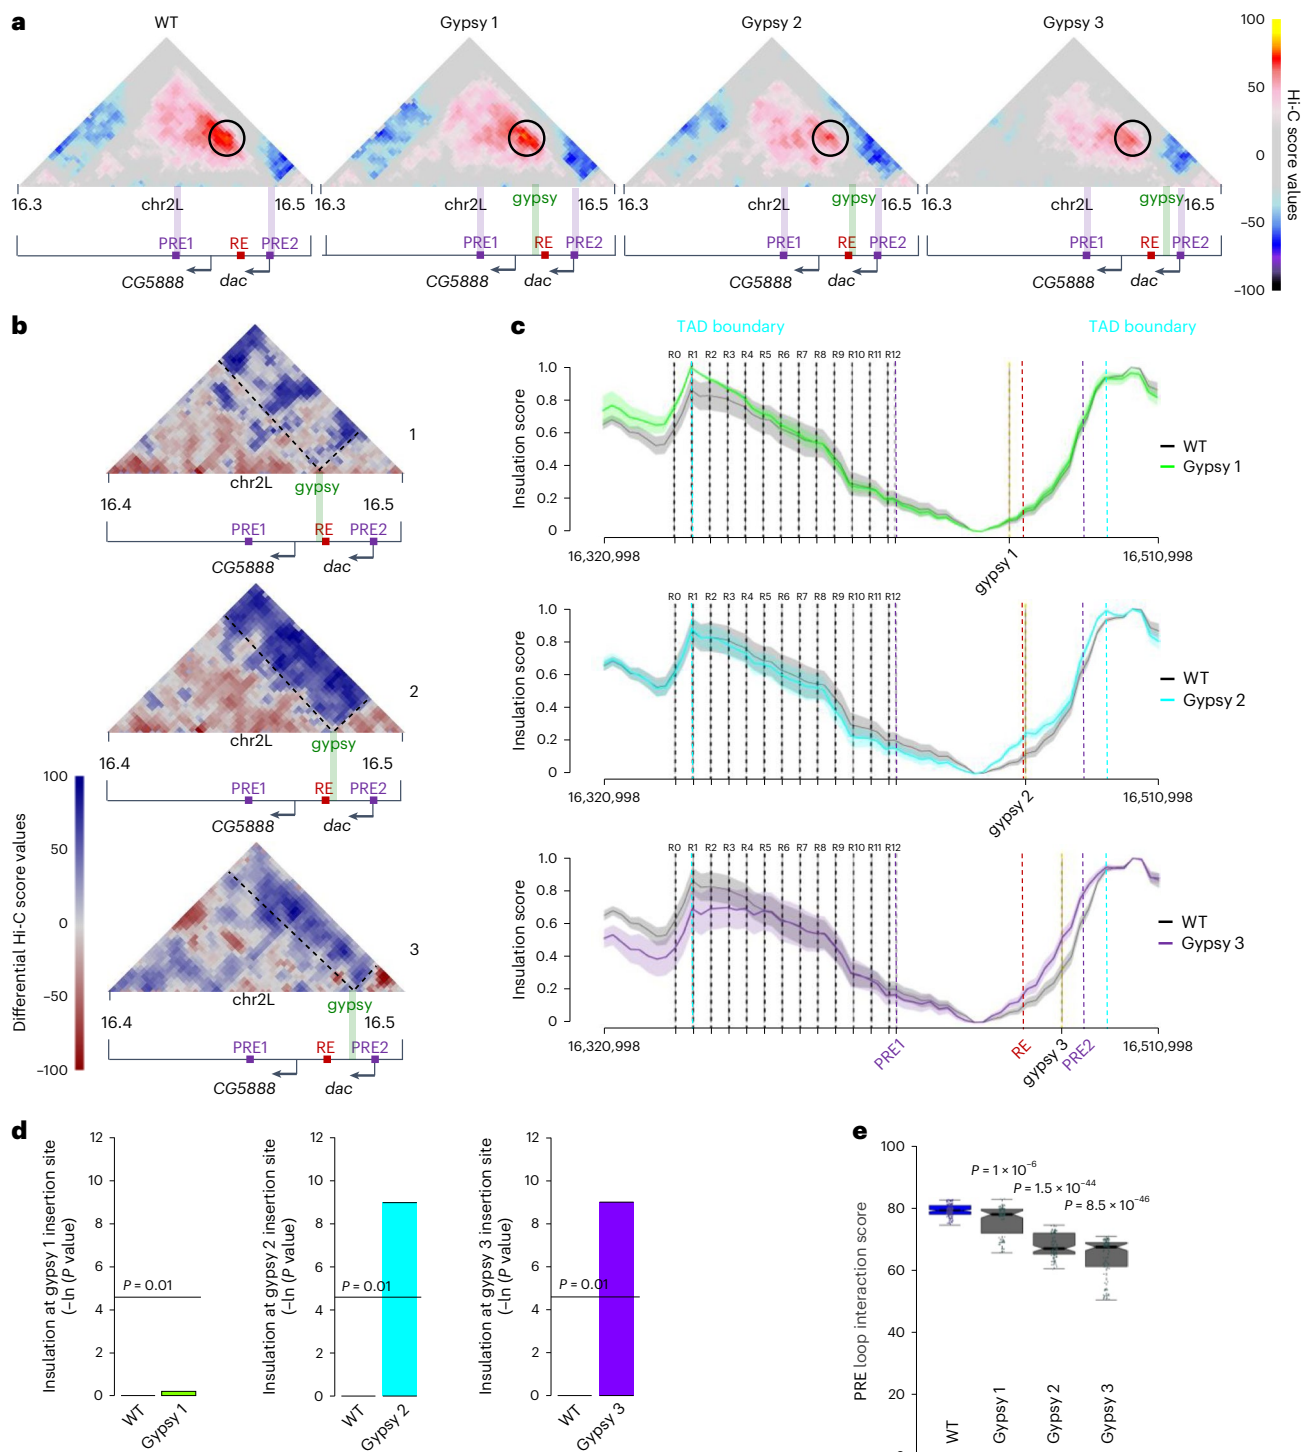 a
WT
Gypsy 1
Gypsy 2
Gypsy 3
100
50
0
−50
−100
Hi-C score values
16.3
chr2L
16.5
PRE1
RE
PRE2
CG5888
dac
16.3
chr2L
gypsy
16.5
PRE1
RE
PRE2
CG5888
dac
16.3
chr2L
gypsy
16.5
PRE1
RE
PRE2
CG5888
dac
16.3
chr2L
gypsy
16.5
PRE1
RE
PRE2
CG5888
dac
b
1
chr2L
gypsy
16.4
16.5
PRE1
RE
PRE2
CG5888
dac
2
chr2L
gypsy
16.4
16.5
PRE1
RE
PRE2
CG5888
dac
3
chr2L
gypsy
16.4
16.5
PRE1
RE
PRE2
CG5888
dac
100
50
0
−50
−100
Differential Hi-C score values
c
TAD boundary
TAD boundary
R0 R1 R2 R3 R4 R5 R6 R7 R8 R9 R10 R11 R12
1.0
0.8
0.6
0.4
0.2
0
Insulation score
WT
Gypsy 1
16,320,998
gypsy 1
16,510,998
R0 R1 R2 R3 R4 R5 R6 R7 R8 R9 R10 R11 R12
1.0
0.8
0.6
0.4
0.2
0
Insulation score
WT
Gypsy 2
16,320,998
gypsy 2
16,510,998
R0 R1 R2 R3 R4 R5 R6 R7 R8 R9 R10 R11 R12
1.0
0.8
0.6
0.4
0.2
0
Insulation score
WT
Gypsy 3
16,320,998
PRE1
RE
gypsy 3
PRE2
16,510,998
d
Insulation at gypsy 1 insertion site
(−ln (P value)
12
10
8
6
4
2
0
P = 0.01
WT
Gypsy 1
Insulation at gypsy 2 insertion site
(−ln (P value)
12
10
8
6
4
2
0
P = 0.01
WT
Gypsy 2
Insulation at gypsy 3 insertion site
(−ln (P value)
12
10
8
6
4
2
0
P = 0.01
WT
Gypsy 3
e
PRE loop interaction score
100
80
60
40
20
P = 1 × 10⁻⁶
P = 1.5 × 10⁻⁴⁴
P = 8.5 × 10⁻⁴⁶
WT
Gypsy 1
Gypsy 2
Gypsy 3